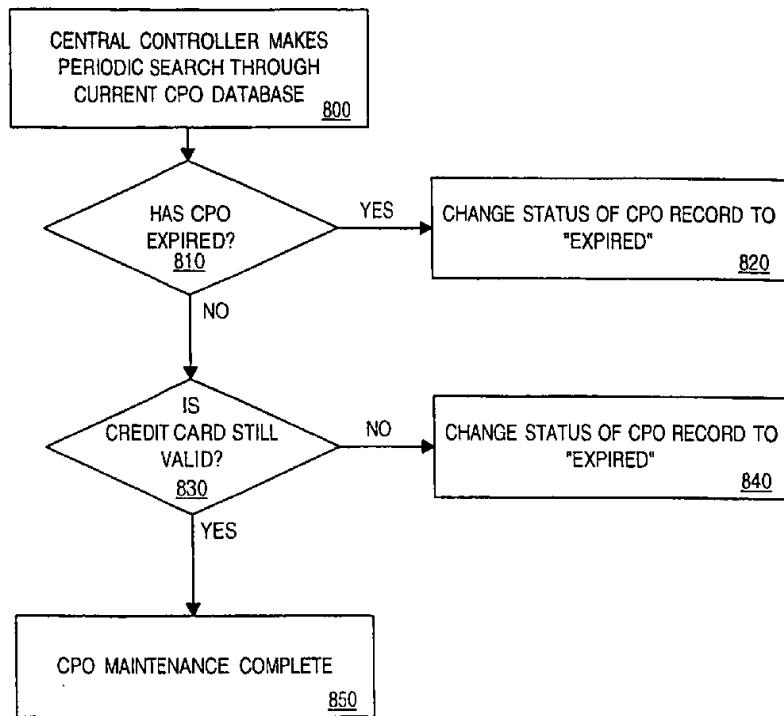 CENTRAL CONTROLLER MAKES
PERIODIC SEARCH THROUGH
CURRENT CPO DATABASE
800
HAS CPO
EXPIRED?
810
YES
CHANGE STATUS OF CPO RECORD TO
"EXPIRED"
820
NO
IS
CREDIT CARD STILL
VALID?
830
NO
CHANGE STATUS OF CPO RECORD TO
"EXPIRED"
840
YES
CPO MAINTENANCE COMPLETE
850